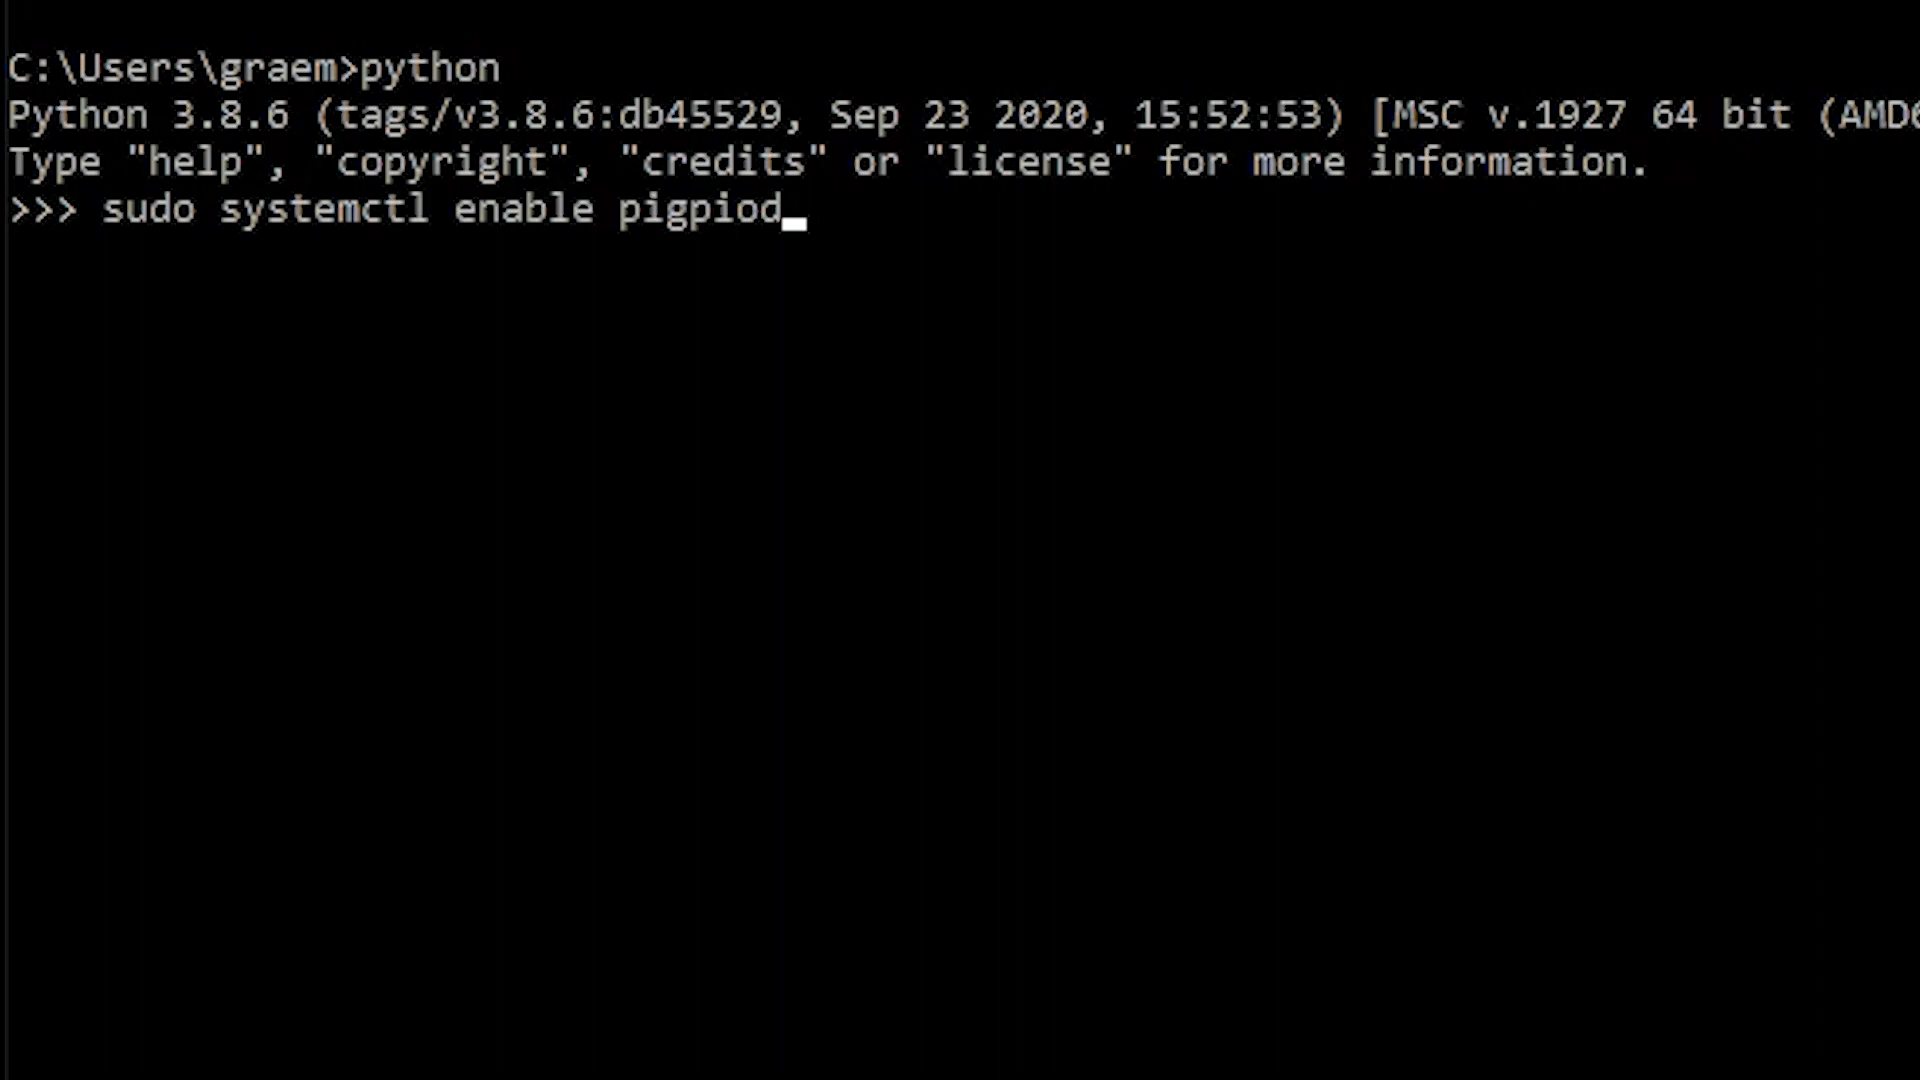 C:\Users\graem>python
Python 3.8.6 (tags/v3.8.6:db45529, Sep 23 2020, 15:52:53) [MSC v.1927 64 bit (AMD6
Type "help", "copyright", "credits" or "license" for more information.
>>> sudo systemctl enable pigpiod